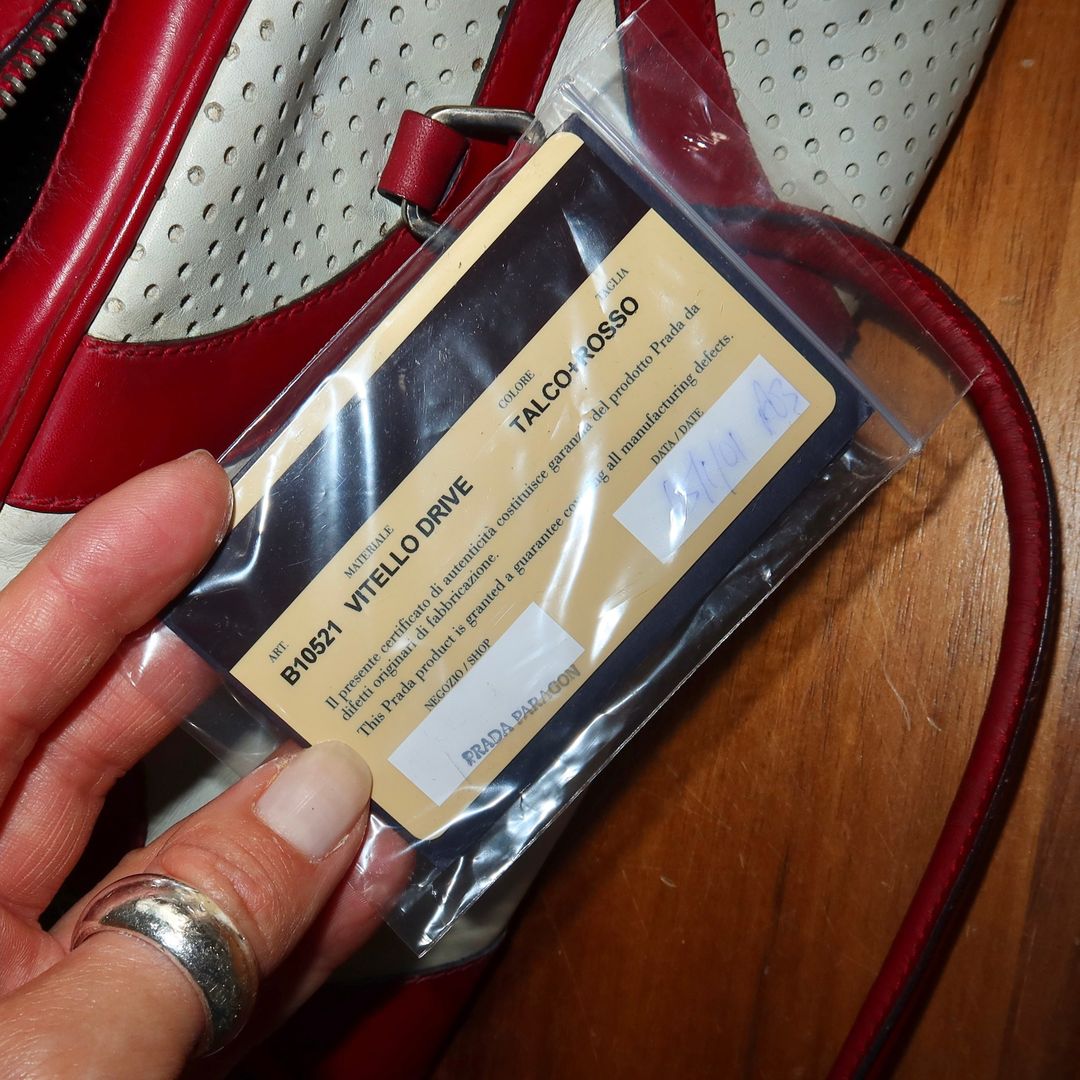 ART. MATERIALE COLORE TAGLIA
B10521 VITELLO DRIVE TALCO+ROSSO
Il presente certificato di autenticità costituisce garanzia del prodotto Prada da
difetti originari di fabbricazione.
This Prada product is granted a guarantee covering all manufacturing defects.
NEGOZIO / SHOP DATA / DATE
PRADA PARAGON